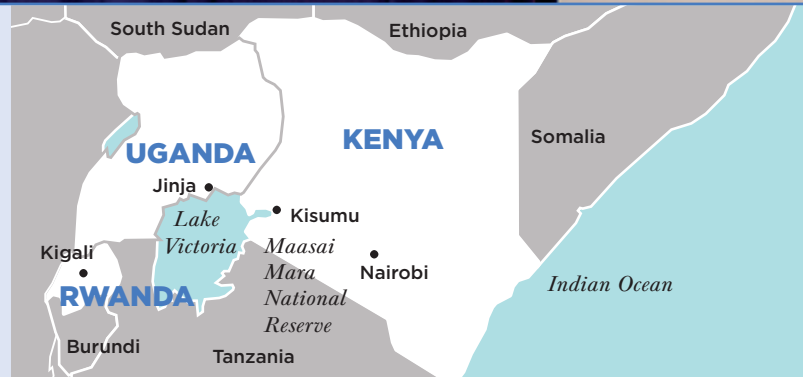 South Sudan
Ethiopia
KENYA
Somalia
UGANDA
Jinja
Kisumu
Lake
Victoria
Maasai
Mara
National
Reserve
Nairobi
Kigali
RWANDA
Indian Ocean
Burundi
Tanzania